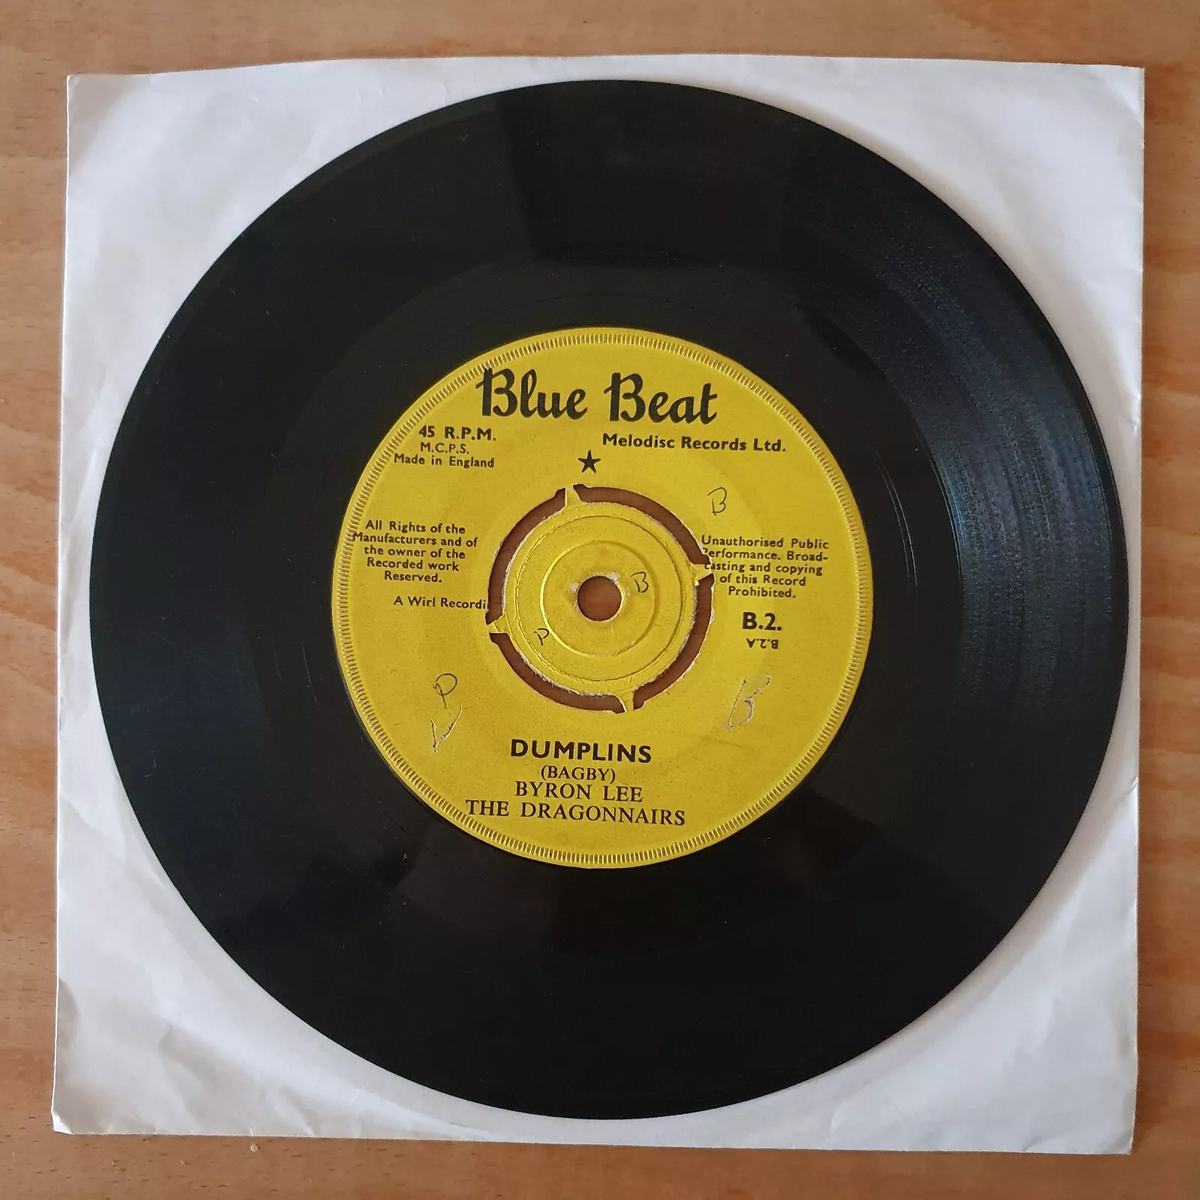 Blue Beat
45 R.P.M.
M.C.P.S.
Made in England
Melodisc Records Ltd.
All Rights of the
Manufacturers and of
the owner of the
Recorded work
Reserved.
A Wirl Recordi
Unauthorised Public
Performance. Broad-
casting and copying
of this Record
Prohibited.
B
B
P
B.2.
B.2.A
P
B
DUMPLINS
(BAGBY)
BYRON LEE
THE DRAGONNAIRS